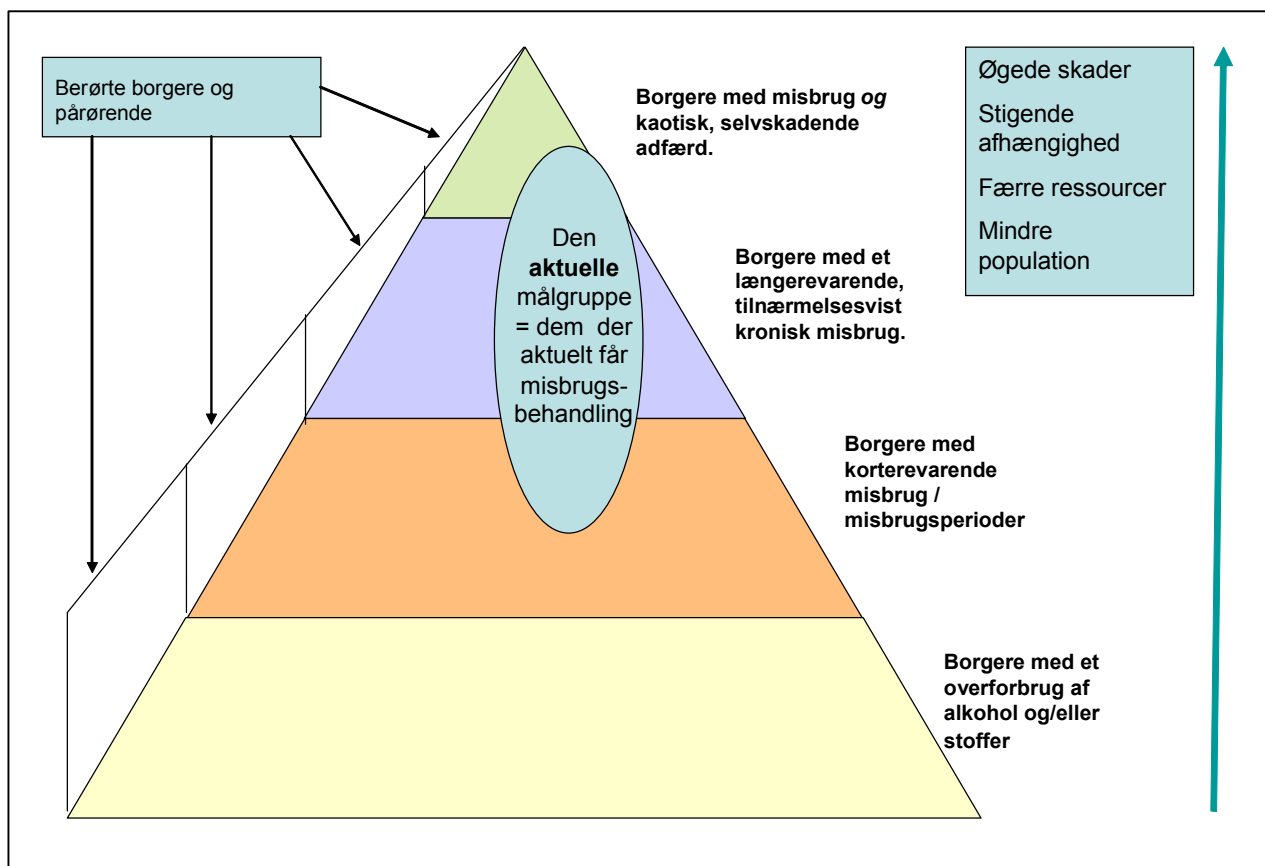 Berørte borgere og
pårørende
Borgere med misbrug og
kaotisk, selvskadende
adfærd.
Øgede skader
Stigende
afhængighed
Færre ressourcer
Mindre
population
Den
aktuelle
målgruppe
= dem der
aktuelt får
misbrugs-
behandling
Borgere med et
længerevarende,
tilnærmelsesvist
kronisk misbrug.
Borgere med
korterevarende
misbrug /
misbrugsperioder
Borgere med et
overforbrug af
alkohol og/eller
stoffer